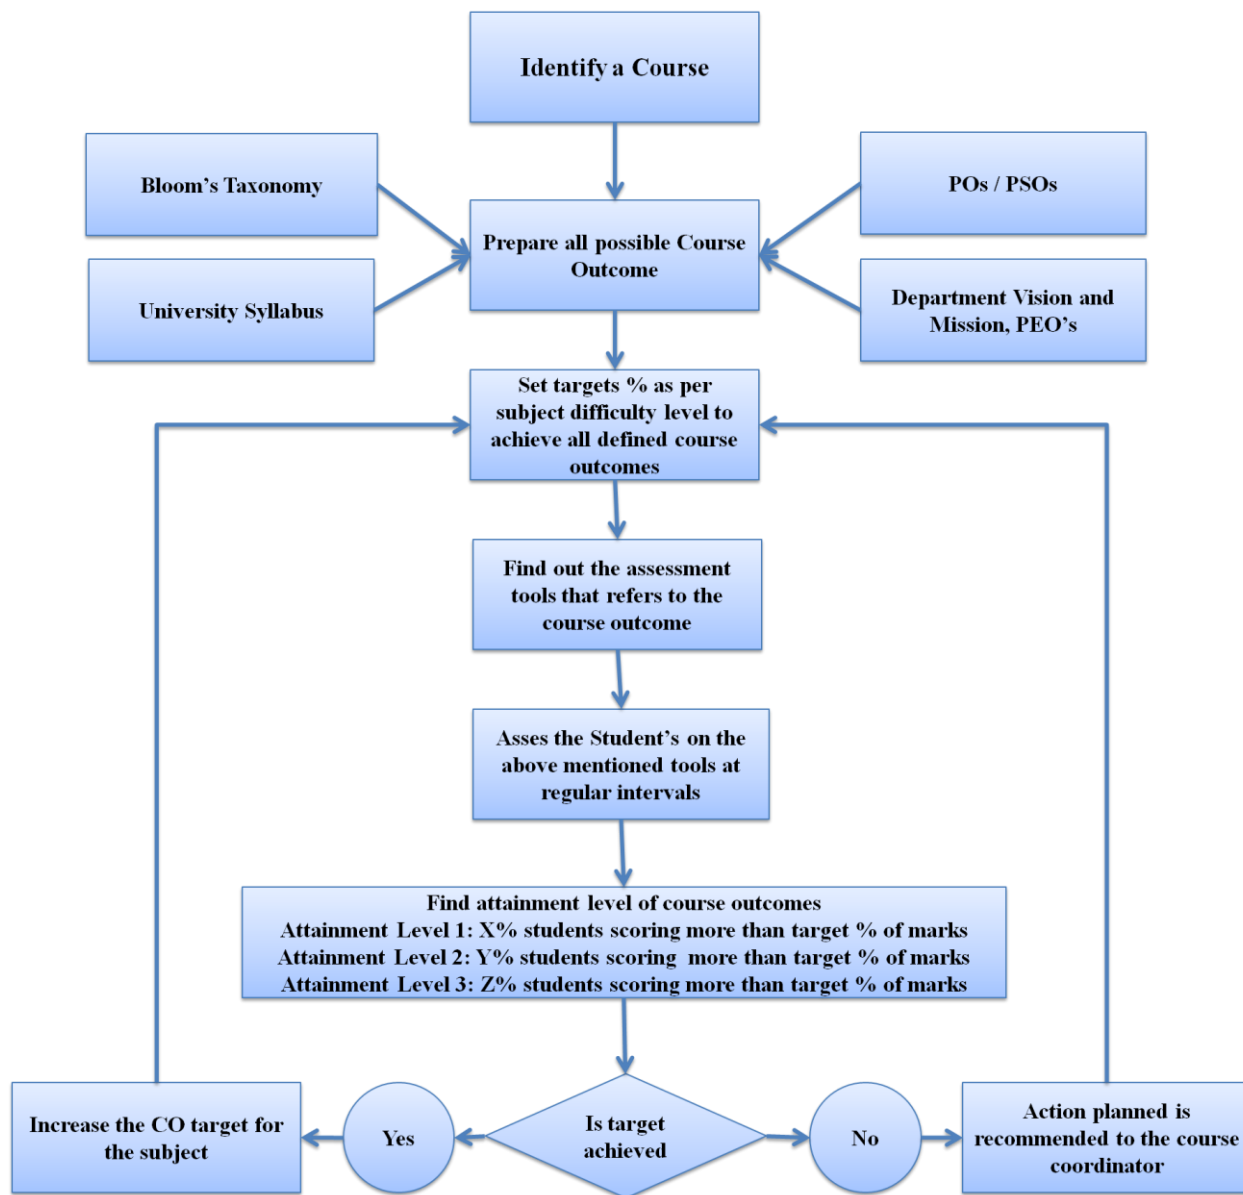 Identify a Course
Bloom’s Taxonomy
POs / PSOs
Prepare all possible Course
Outcome
University Syllabus
Department Vision and
Mission, PEO’s
Set targets % as per
subject difficulty level to
achieve all defined course
outcomes
Find out the assessment
tools that refers to the
course outcome
Asses the Student’s on the
above mentioned tools at
regular intervals
Find attainment level of course outcomes
Attainment Level 1: X% students scoring more than target % of marks
Attainment Level 2: Y% students scoring more than target % of marks
Attainment Level 3: Z% students scoring more than target % of marks
Increase the CO target for
the subject
Yes
Is target
achieved
No
Action planned is
recommended to the course
coordinator